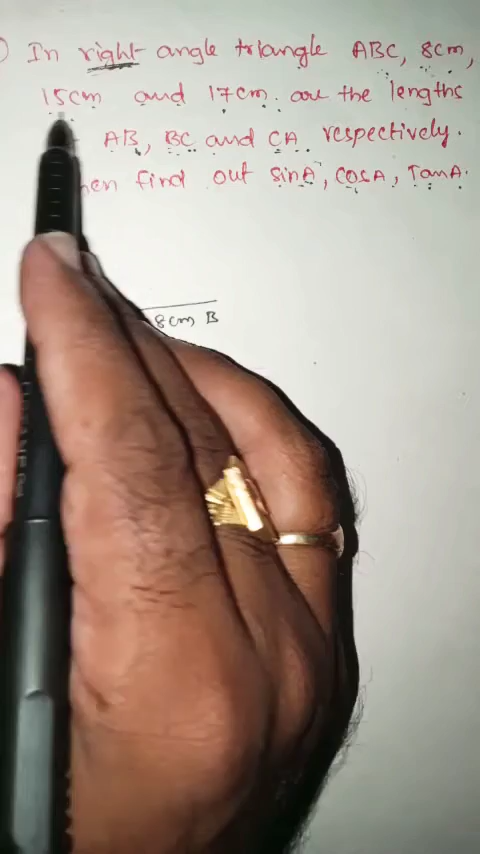 ) In right angle triangle ABC, 8cm,
15cm and 17cm. are the lengths
AB, BC and CA respectively.
find out sinA, cosA, TanA.
8cm B